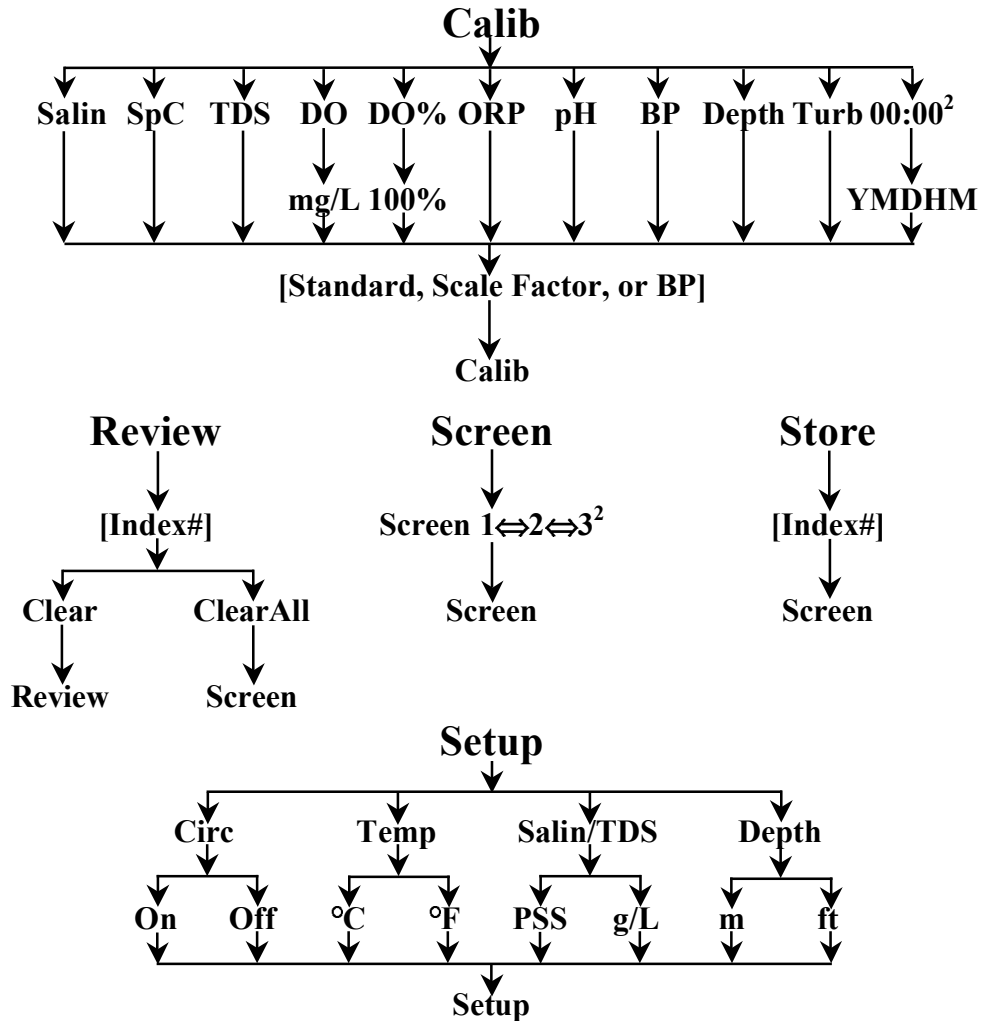 Calib
Salin SpC TDS DO DO% ORP pH BP Depth Turb 00:00²
mg/L 100% YMDHM
[Standard, Scale Factor, or BP]
Calib
Review Screen Store
[Index#] Screen 1⇔2⇔3² [Index#]
Clear ClearAll Screen Screen
Review Screen
Setup
Circ Temp Salin/TDS Depth
On Off °C °F PSS g/L m ft
Setup